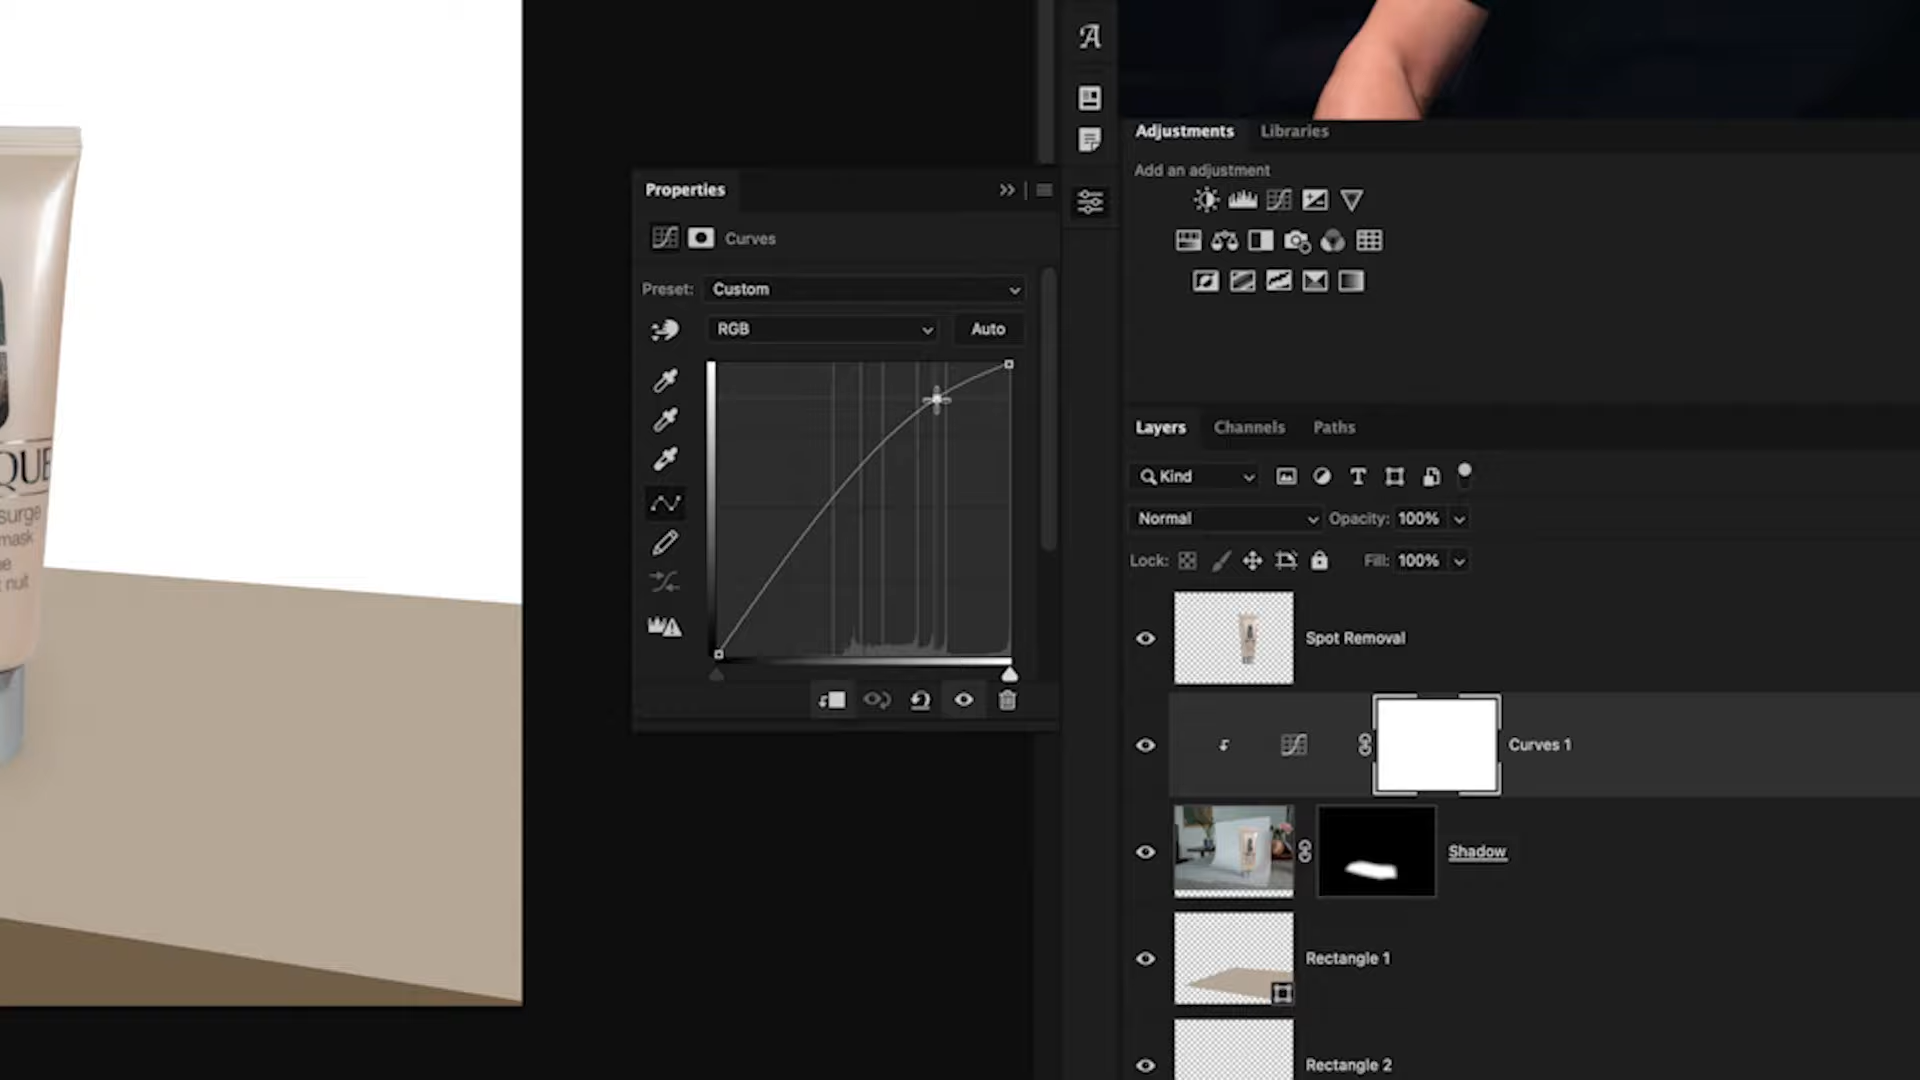 QUE
surge
mask
nuit
Properties
Curves
Preset:
Custom
RGB
Auto
Adjustments
Libraries
Add an adjustment
Layers
Channels
Paths
Kind
Normal
Opacity: 100%
Lock:
Fill: 100%
Spot Removal
Curves 1
Shadow
Rectangle 1
Rectangle 2